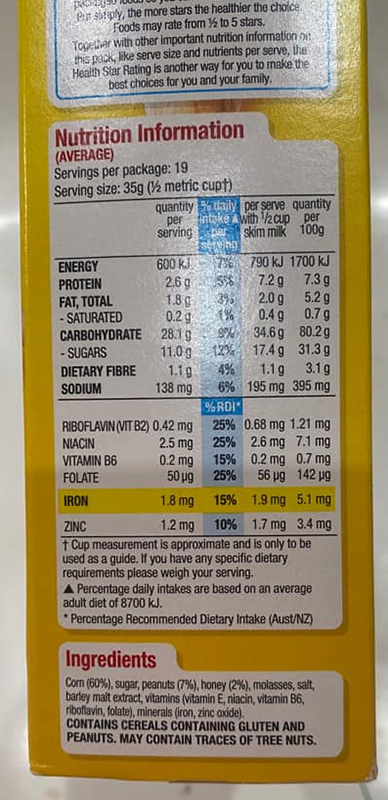 Put simply, the more stars the healthier the choice.
Foods may rate from ½ to 5 stars.
Together with other important nutrition information on
this pack, like serve size and nutrients per serve, the
Health Star Rating is another way for you to make the
best choices for you and your family.
Nutrition Information
(AVERAGE)
Servings per package: 19
Serving size: 35g (½ metric cup†)
quantity % daily per serve quantity
per intake ▲ with ½ cup per
serving per skim milk 100g
serving
ENERGY 600 kJ 7% 790 kJ 1700 kJ
PROTEIN 2.6 g 5% 7.2 g 7.3 g
FAT, TOTAL 1.8 g 3% 2.0 g 5.2 g
- SATURATED 0.2 g 1% 0.4 g 0.7 g
CARBOHYDRATE 28.1 g 9% 34.6 g 80.2 g
- SUGARS 11.0 g 12% 17.4 g 31.3 g
DIETARY FIBRE 1.1 g 4% 1.1 g 3.1 g
SODIUM 138 mg 6% 195 mg 395 mg
%RDI*
RIBOFLAVIN (VIT B2) 0.42 mg 25% 0.68 mg 1.21 mg
NIACIN 2.5 mg 25% 2.6 mg 7.1 mg
VITAMIN B6 0.2 mg 15% 0.2 mg 0.7 mg
FOLATE 50 µg 25% 56 µg 142 µg
IRON 1.8 mg 15% 1.9 mg 5.1 mg
ZINC 1.2 mg 10% 1.7 mg 3.4 mg
† Cup measurement is approximate and is only to be
used as a guide. If you have any specific dietary
requirements please weigh your serving.
▲ Percentage daily intakes are based on an average
adult diet of 8700 kJ.
* Percentage Recommended Dietary Intake (Aust/NZ)
Ingredients
Corn (60%), sugar, peanuts (7%), honey (2%), molasses, salt,
barley malt extract, vitamins (vitamin E, niacin, vitamin B6,
riboflavin, folate), minerals (iron, zinc oxide).
CONTAINS CEREALS CONTAINING GLUTEN AND
PEANUTS. MAY CONTAIN TRACES OF TREE NUTS.